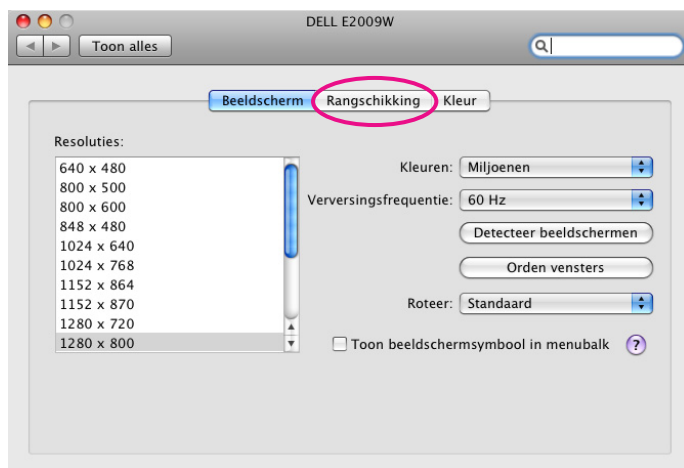 DELL E2009W
Toon alles
Beeldscherm Rangschikking Kleur
Resoluties:
640 x 480
800 x 500
800 x 600
848 x 480
1024 x 640
1024 x 768
1152 x 864
1152 x 870
1280 x 720
1280 x 800
Kleuren: Miljoenen
Verversingsfrequentie: 60 Hz
Detecteer beeldschermen
Orden vensters
Roteer: Standaard
Toon beeldschermsymbool in menubalk ?